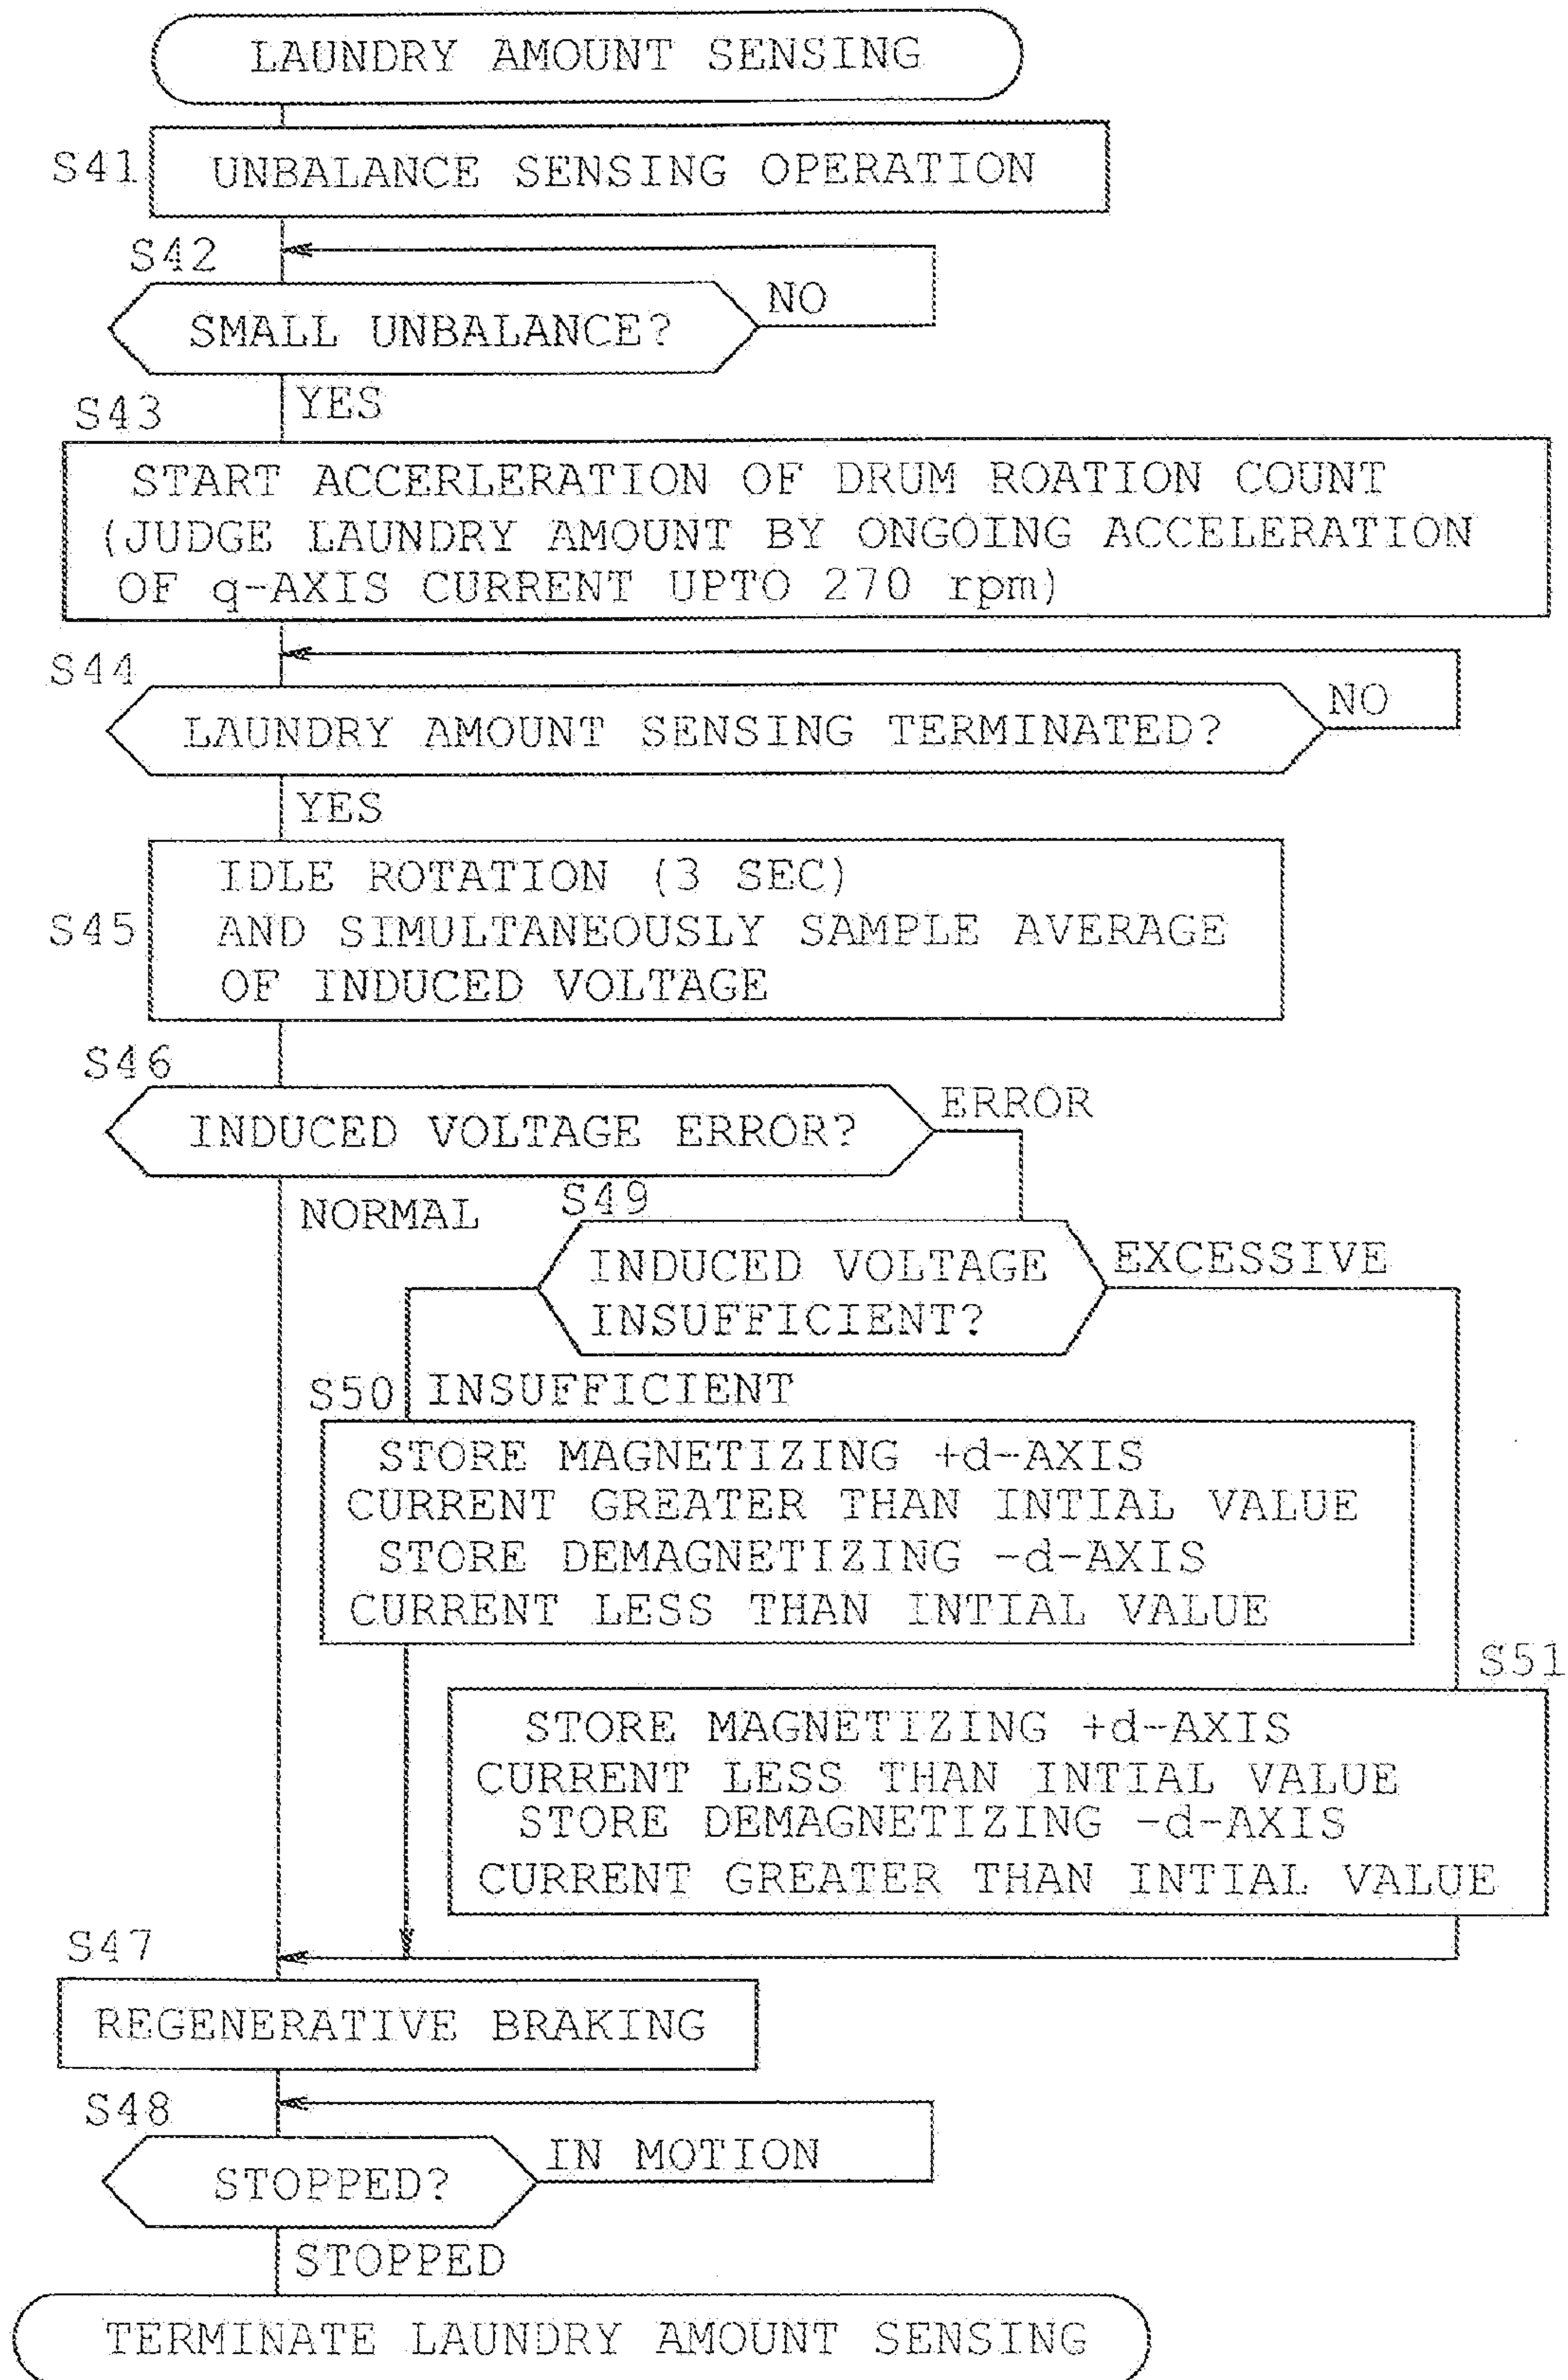 LAUNDRY AMOUNT SENSING
S41
UNBALANCE SENSING OPERATION
S42
SMALL UNBALANCE?
NO
YES
S43
START ACCERLERATION OF DRUM ROATION COUNT
(JUDGE LAUNDRY AMOUNT BY ONGOING ACCELERATION
OF q-AXIS CURRENT UPTO 270 rpm)
S44
LAUNDRY AMOUNT SENSING TERMINATED?
NO
YES
S45
IDLE ROTATION (3 SEC)
AND SIMULTANEOUSLY SAMPLE AVERAGE
OF INDUCED VOLTAGE
S46
INDUCED VOLTAGE ERROR?
ERROR
NORMAL
S49
INDUCED VOLTAGE
INSUFFICIENT?
EXCESSIVE
INSUFFICIENT
S50
STORE MAGNETIZING +d-AXIS
CURRENT GREATER THAN INTIAL VALUE
STORE DEMAGNETIZING -d-AXIS
CURRENT LESS THAN INTIAL VALUE
S51
STORE MAGNETIZING +d-AXIS
CURRENT LESS THAN INTIAL VALUE
STORE DEMAGNETIZING -d-AXIS
CURRENT GREATER THAN INTIAL VALUE
S47
REGENERATIVE BRAKING
S48
STOPPED?
IN MOTION
STOPPED
TERMINATE LAUNDRY AMOUNT SENSING